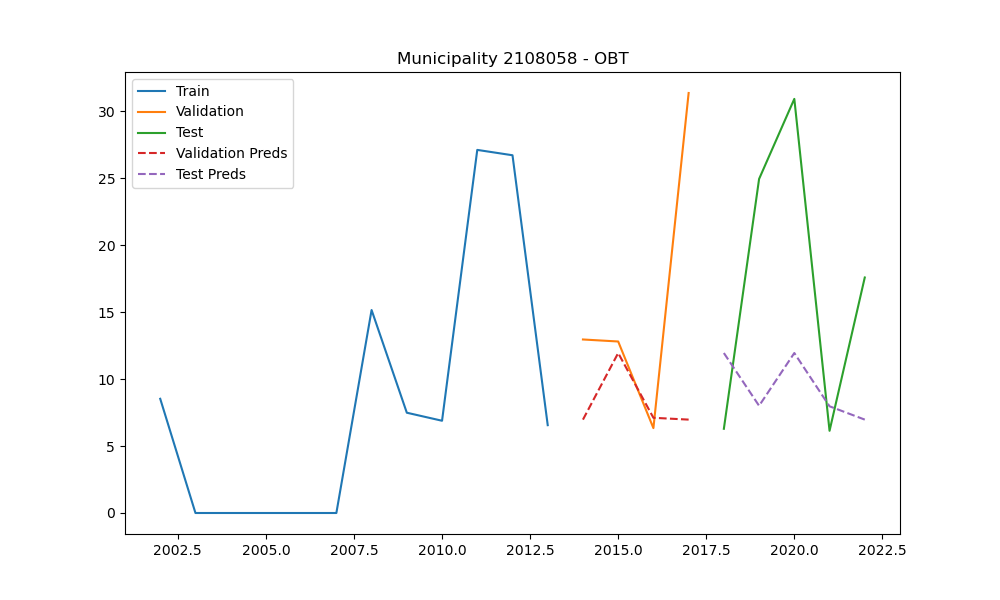 Municipality 2108058 - OBT
Train
Validation
Test
Validation Preds
Test Preds
30
25
20
15
10
5
0
2002.5 2005.0 2007.5 2010.0 2012.5 2015.0 2017.5 2020.0 2022.5